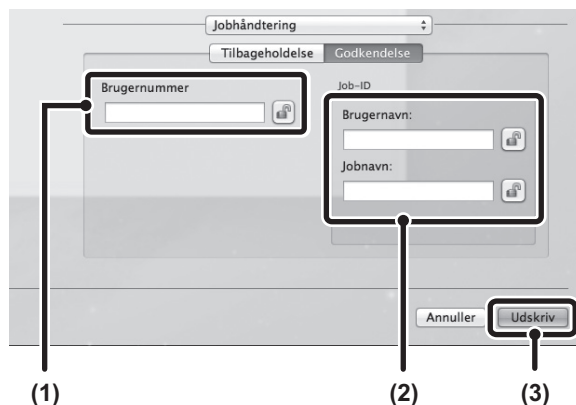 Jobhåndtering
Tilbageholdelse Godkendelse
Brugernummer
Job-ID
Brugernavn:
Jobnavn:
Annuller Udskriv
(1) (2) (3)